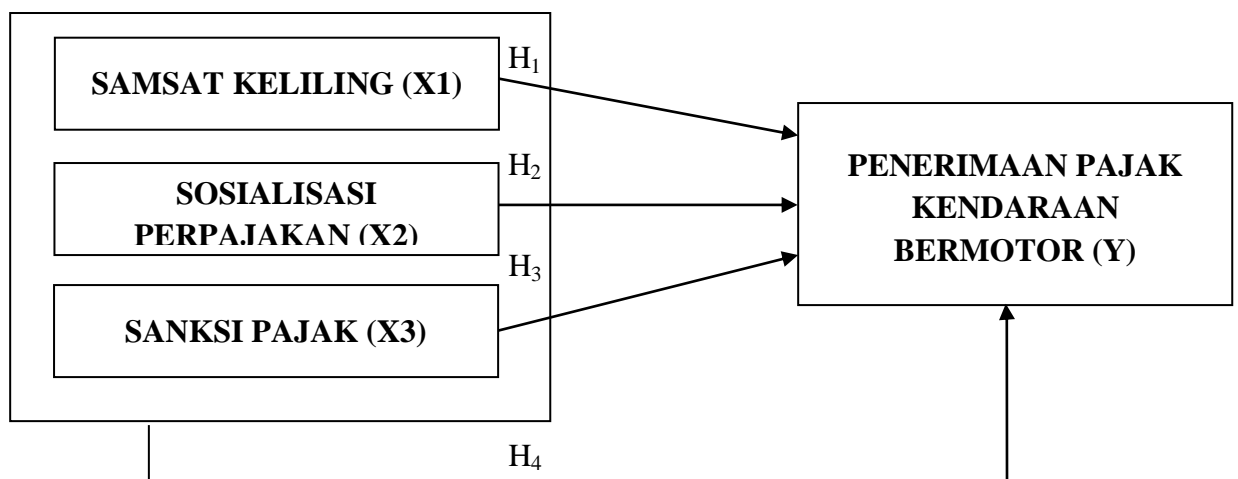 H₁
SAMSAT KELILING (X1)
H₂
SOSIALISASI
PERPAJAKAN (X2)
H₃
SANKSI PAJAK (X3)
H₄
PENERIMAAN PAJAK
KENDARAAN
BERMOTOR (Y)